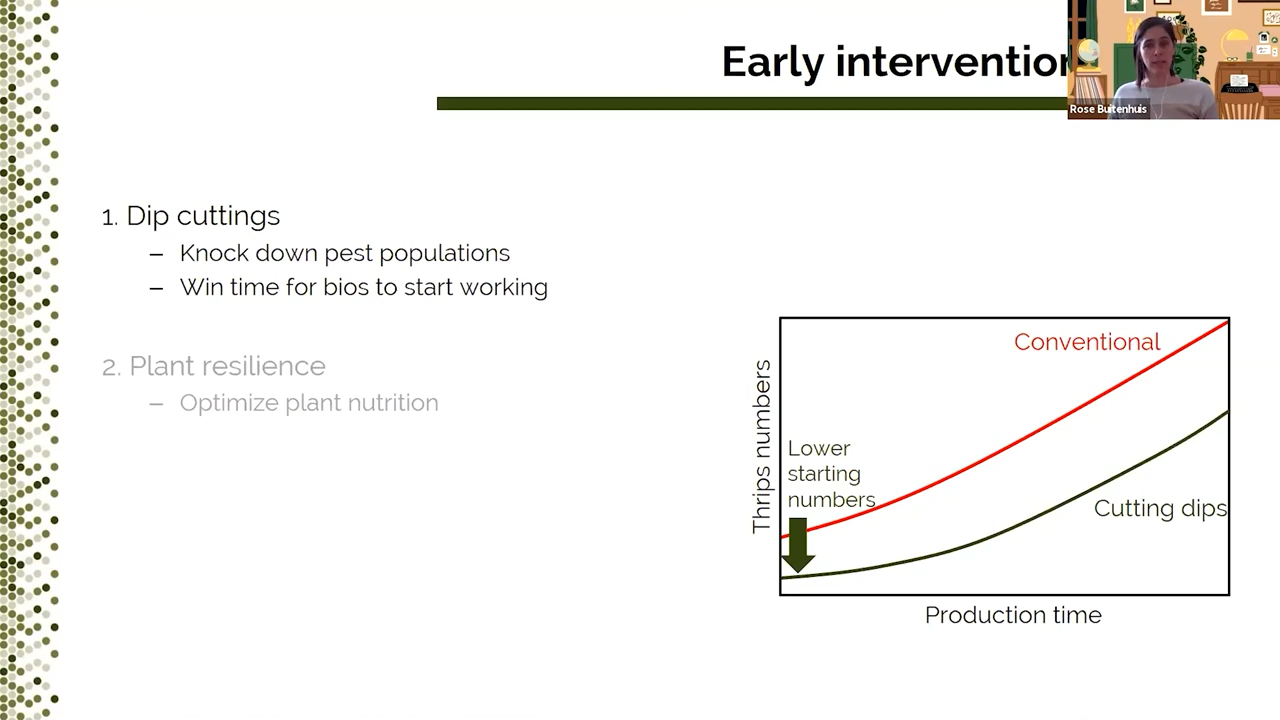 Early intervention
Rose Buitenhuis
1. Dip cuttings
– Knock down pest populations
– Win time for bios to start working
2. Plant resilience
– Optimize plant nutrition
Conventional
Lower
starting
numbers
Cutting dips
Thrips numbers
Production time